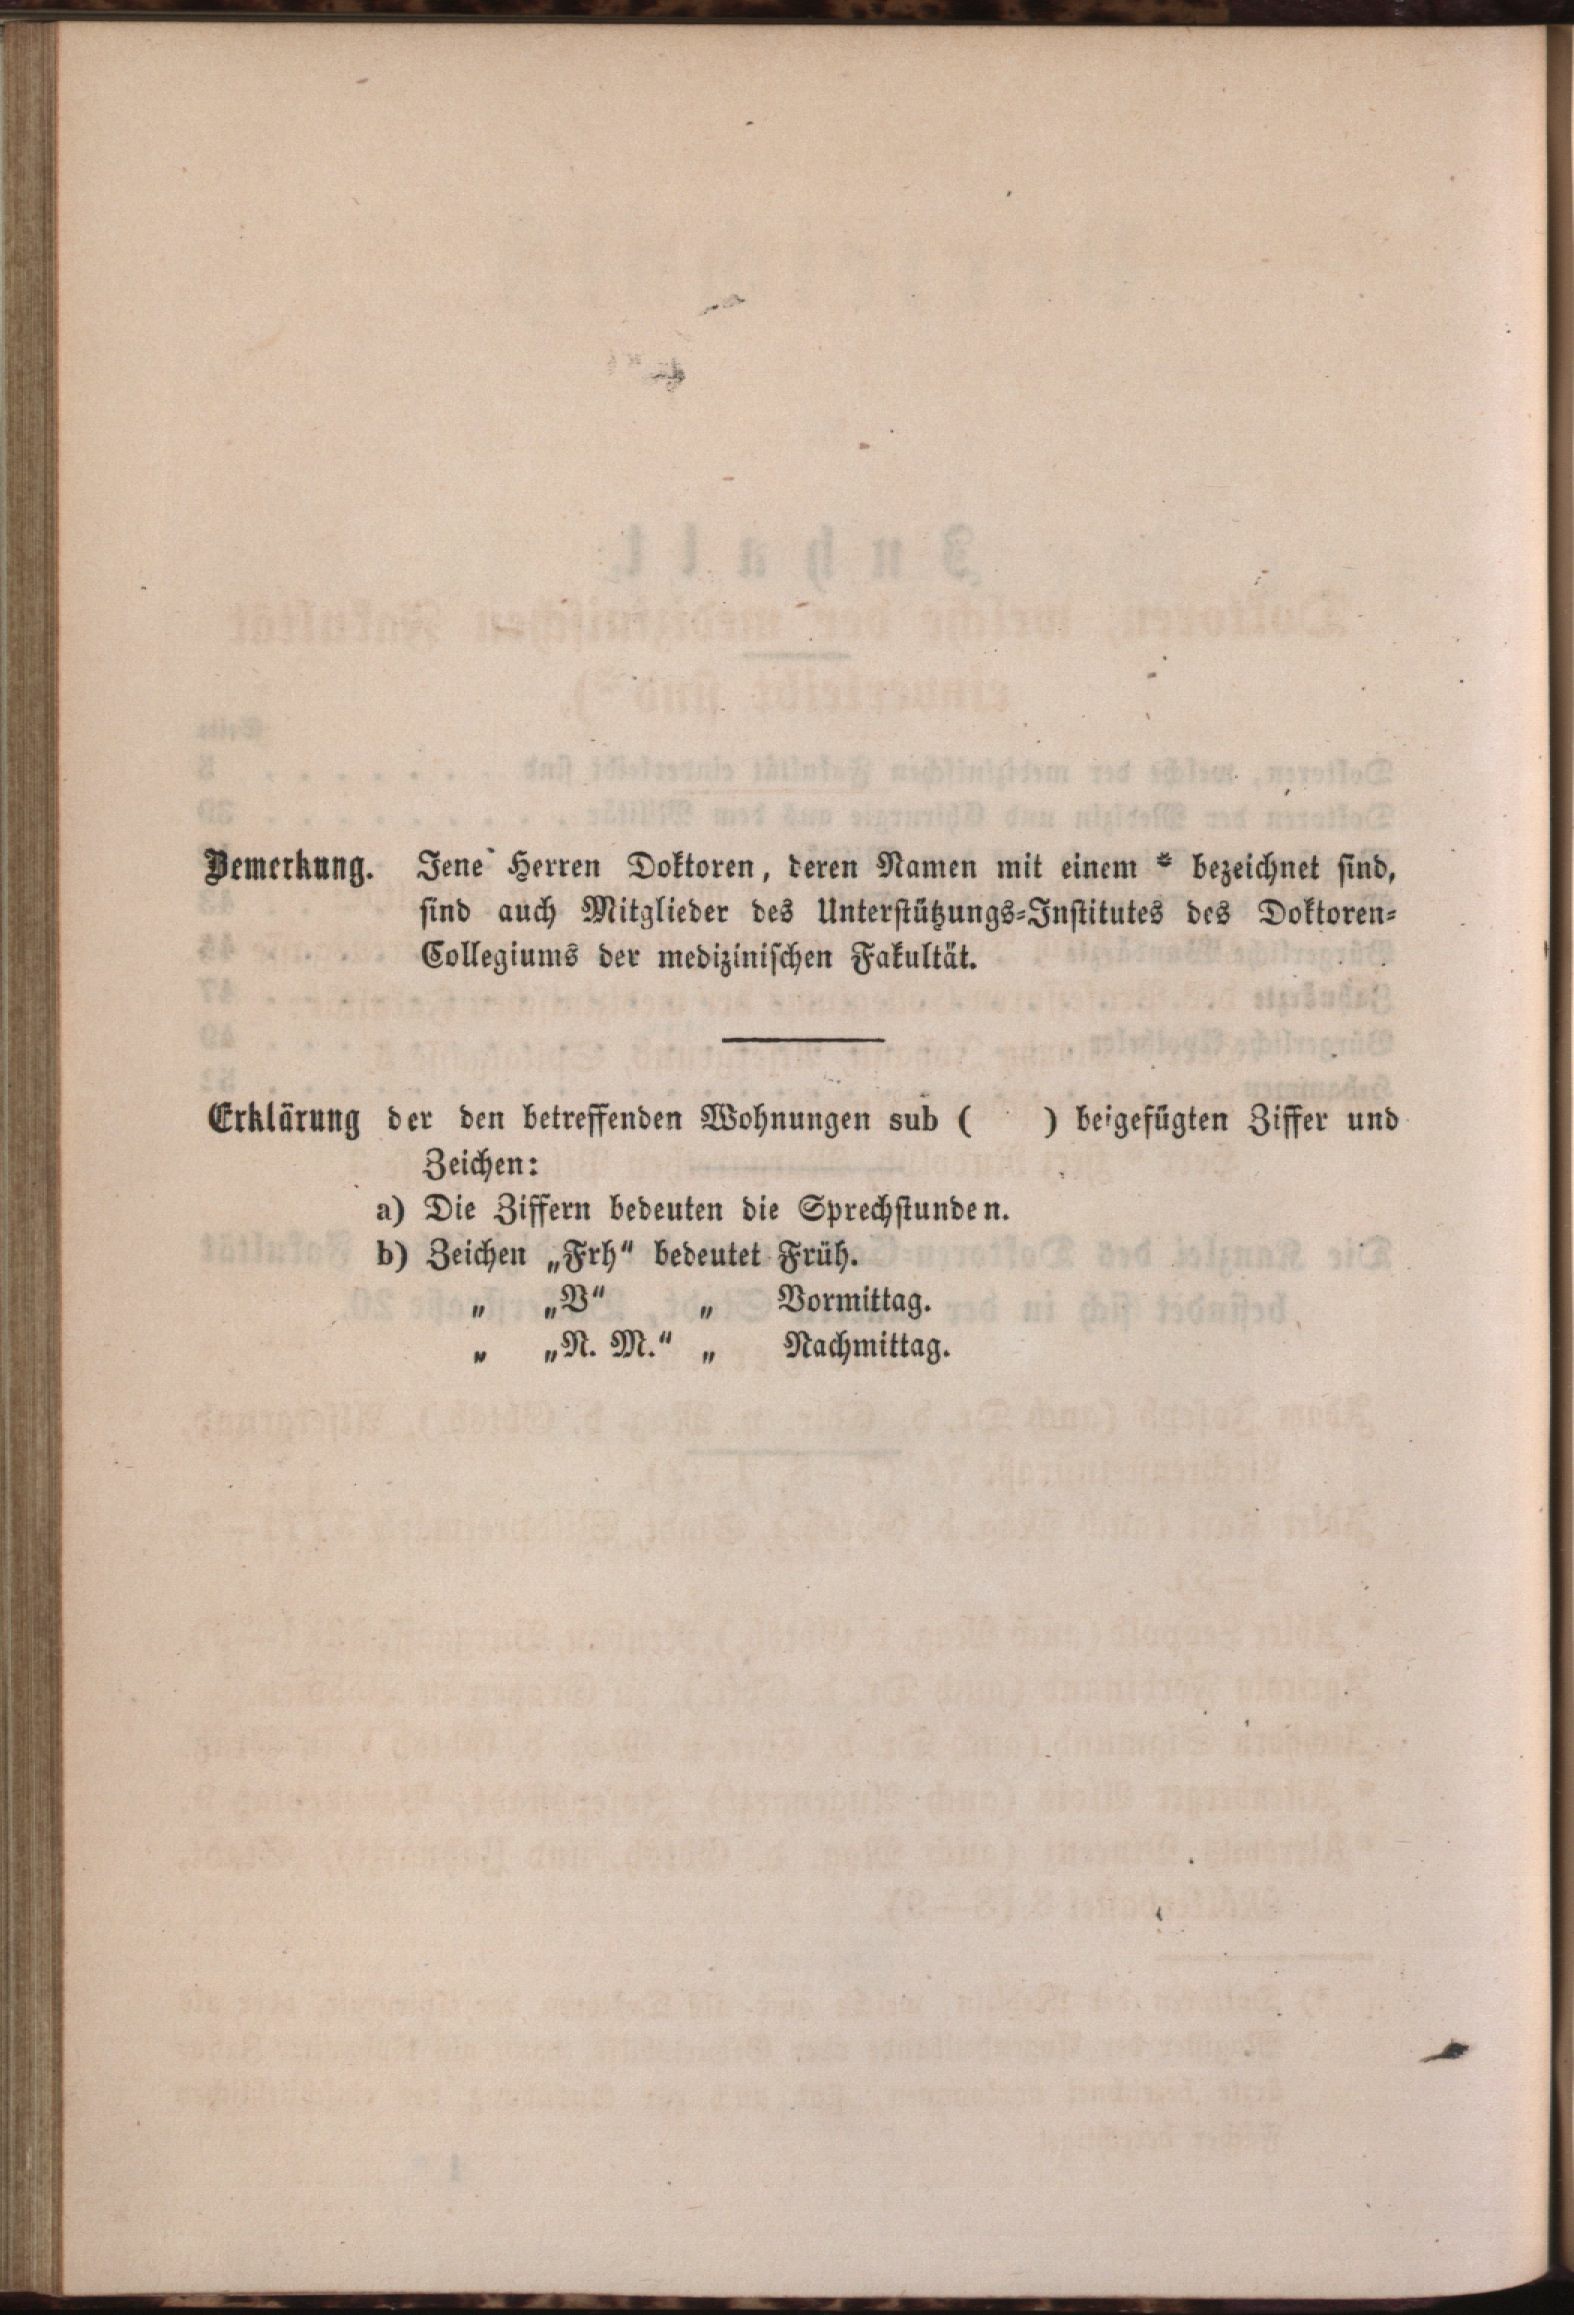 Bemerkung. Jene Herren Doktoren, deren Namen mit einem * bezeichnet sind,
sind auch Mitglieder des Unterstützungs-Institutes des Doktoren-
Collegiums der medizinischen Fakultät.
Erklärung der den betreffenden Wohnungen sub ( ) beigefügten Ziffer und
Zeichen:
a) Die Ziffern bedeuten die Sprechstunden.
b) Zeichen „Frh“ bedeutet Früh.
„ „V“ „ Vormittag.
„ „N. M.“ „ Nachmittag.